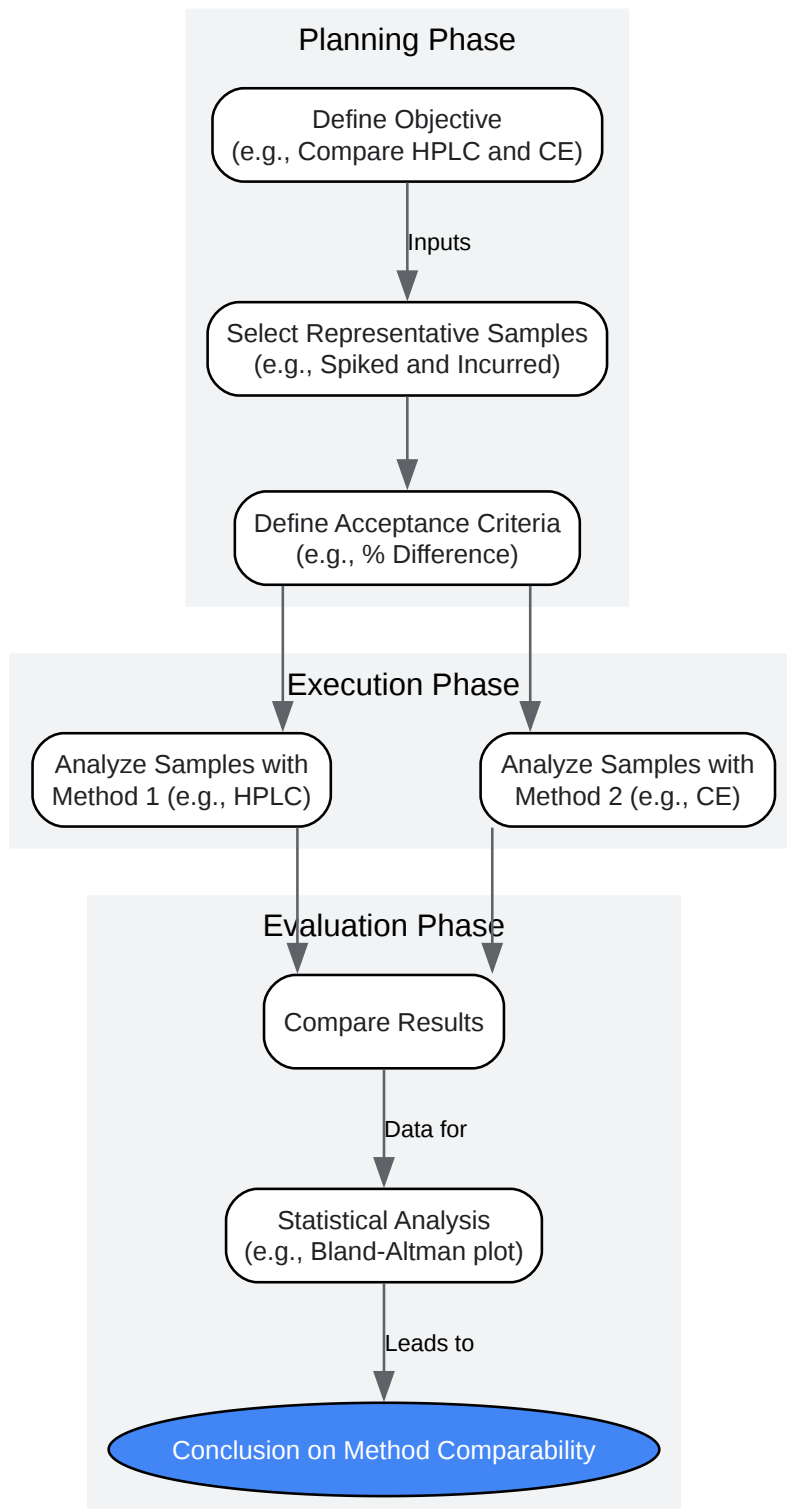 Planning Phase
Define Objective
(e.g., Compare HPLC and CE)
Inputs
Select Representative Samples
(e.g., Spiked and Incurred)
Define Acceptance Criteria
(e.g., % Difference)
Execution Phase
Analyze Samples with
Method 1 (e.g., HPLC)
Analyze Samples with
Method 2 (e.g., CE)
Evaluation Phase
Compare Results
Data for
Statistical Analysis
(e.g., Bland-Altman plot)
Leads to
Conclusion on Method Comparability